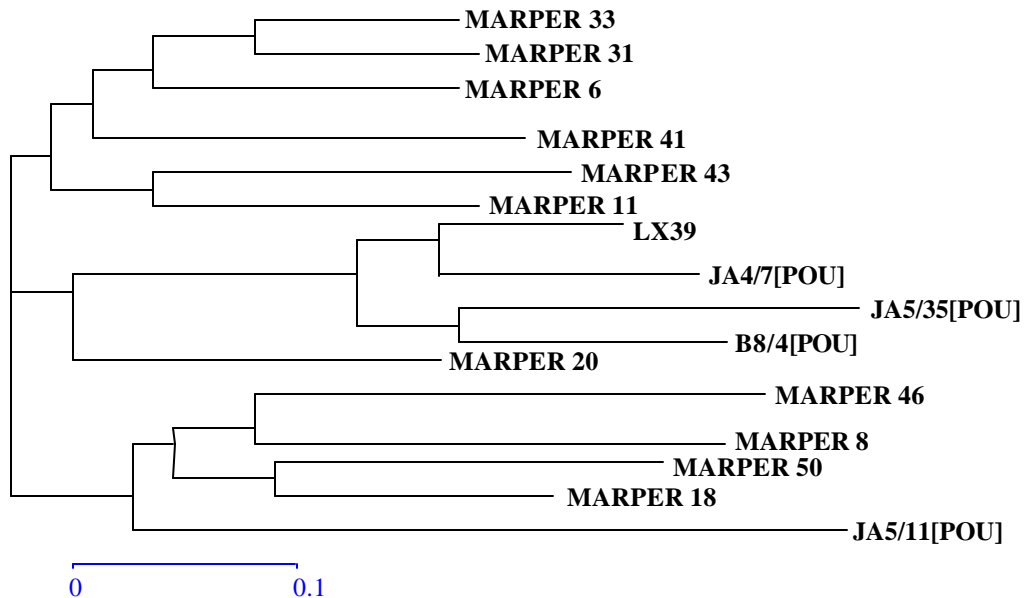 MARPER 33
MARPER 31
MARPER 6
MARPER 41
MARPER 43
MARPER 11
LX39
JA4/7[POU]
JA5/35[POU]
B8/4[POU]
MARPER 20
MARPER 46
MARPER 8
MARPER 50
MARPER 18
JA5/11[POU]
0 0.1